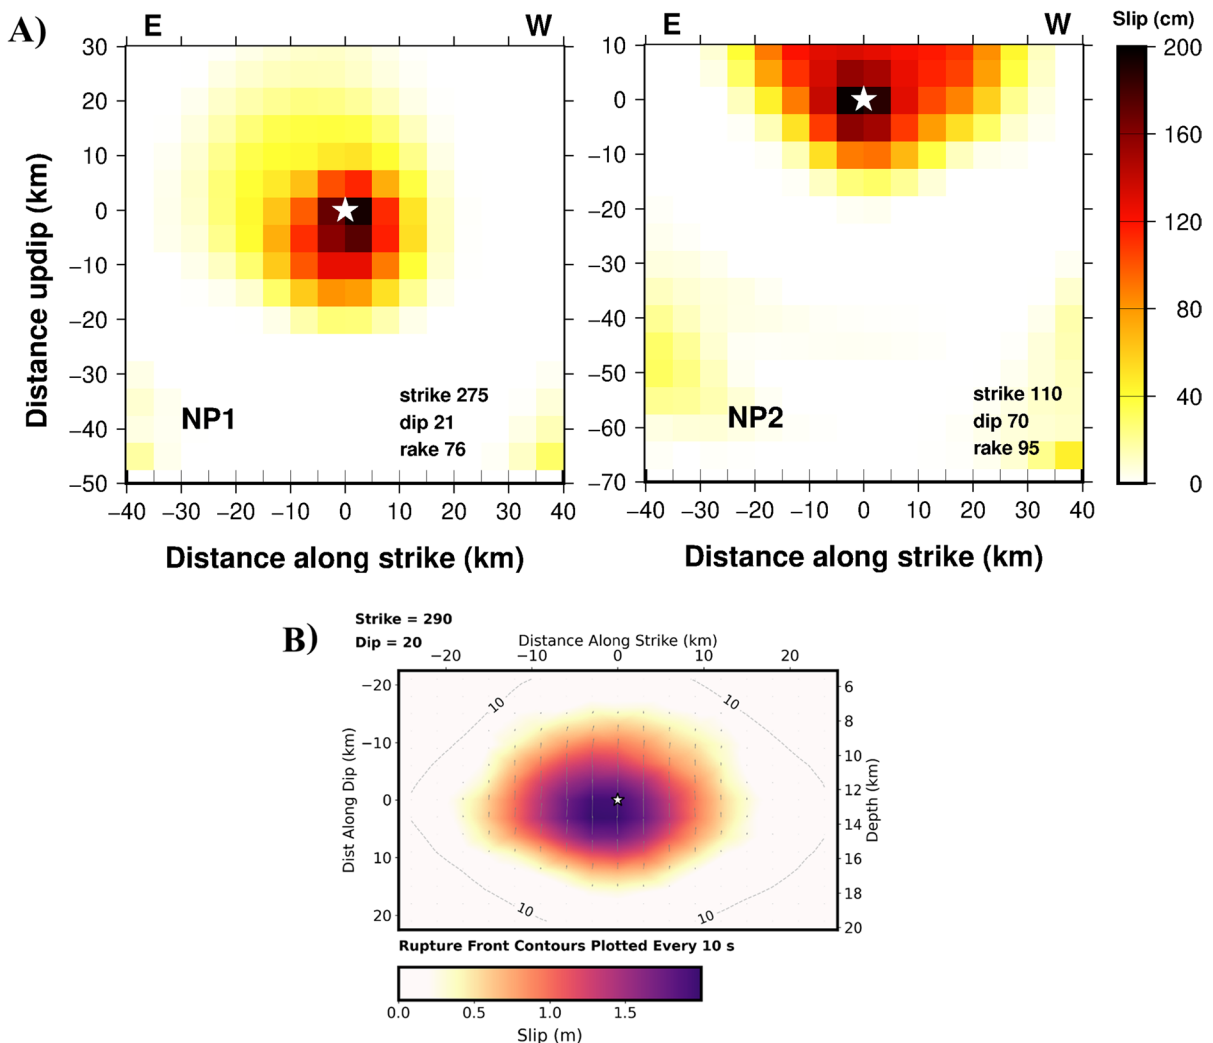 A)
E W
E W
Slip (cm)
30
20
10
0
−10
−20
−30
−40
−50
Distance updip (km)
NP1
strike 275
dip 21
rake 76
−40 −30 −20 −10 0 10 20 30 40
Distance along strike (km)
10
0
−10
−20
−30
−40
−50
−60
−70
NP2
strike 110
dip 70
rake 95
−40 −30 −20 −10 0 10 20 30 40
Distance along strike (km)
200
160
120
80
40
0
B)
Strike = 290
Dip = 20
Distance Along Strike (km)
−20 −10 0 10 20
−20
−10
0
10
20
Dist Along Dip (km)
10
10
10
10
6
8
10
12
14
16
18
20
Depth (km)
Rupture Front Contours Plotted Every 10 s
0.0 0.5 1.0 1.5
Slip (m)